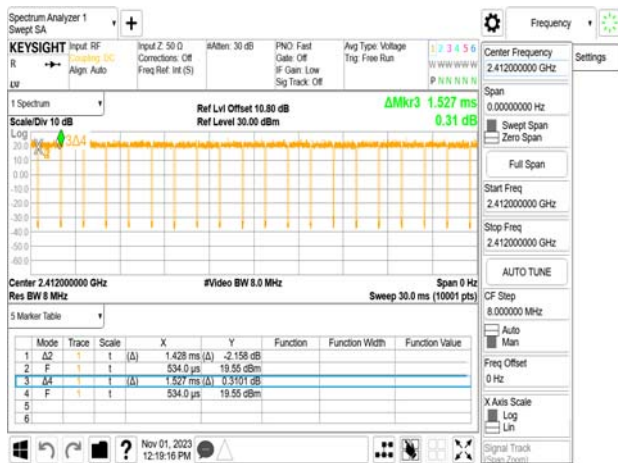 Spectrum Analyzer 1
Swept SA
+
Frequency
KEYSIGHT
Input: RF
Coupling: DC
Align: Auto
Input Z: 50 Ω
Corrections: Off
Freq Ref: Int (S)
#Atten: 30 dB
PNO: Fast
Gate: Off
IF Gain: Low
Sig Track: Off
Avg Type: Voltage
Trig: Free Run
1 2 3 4 5 6
W W W W W W
P N N N N N
R
LVI
Center Frequency
2.412000000 GHz
Settings
Span
0.00000000 Hz
Swept Span
Zero Span
Full Span
Start Freq
2.412000000 GHz
Stop Freq
2.412000000 GHz
AUTO TUNE
CF Step
8.000000 MHz
Auto
Man
Freq Offset
0 Hz
X Axis Scale
Log
Lin
Signal Track
(Span Zoom)
1 Spectrum
Scale/Div 10 dB
Ref Lvl Offset 10.80 dB
Ref Level 30.00 dBm
ΔMkr3 1.527 ms
0.31 dB
Log
3Δ4
20.0
10.0
0.00
-10.0
-20.0
-30.0
-40.0
-50.0
-60.0
Center 2.412000000 GHz
#Video BW 8.0 MHz
Span 0 Hz
Res BW 8 MHz
Sweep 30.0 ms (10001 pts)
5 Marker Table
Mode Trace Scale X Y Function Function Width Function Value
1 Δ2 1 t (Δ) 1.428 ms (Δ) -2.158 dB
2 F 1 t 534.0 µs 19.55 dBm
3 Δ4 1 t (Δ) 1.527 ms (Δ) 0.3101 dB
4 F 1 t 534.0 µs 19.55 dBm
5
6
?
Nov 01, 2023
12:19:16 PM